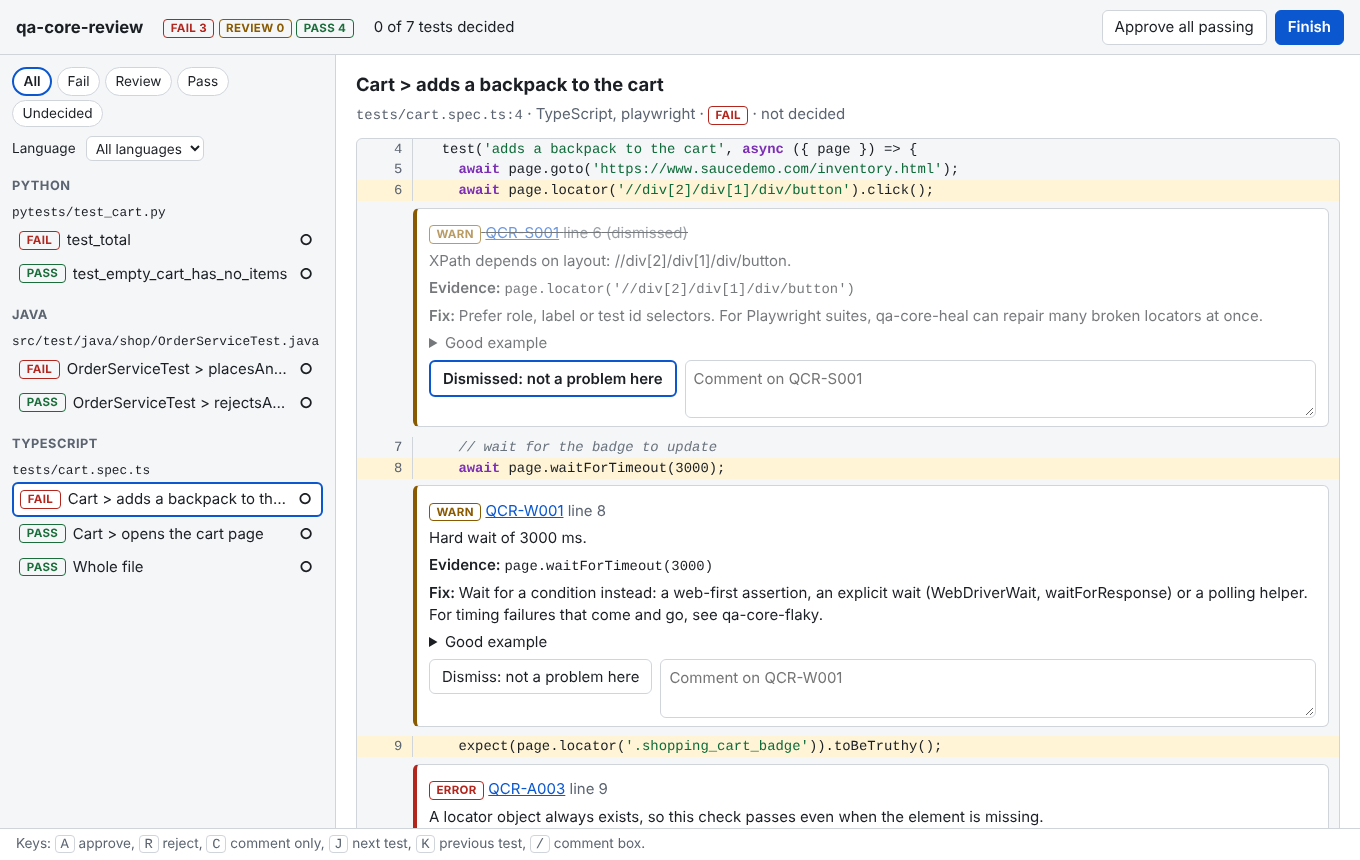 qa-core-review FAIL 3 REVIEW 0 PASS 4 0 of 7 tests decided Approve all passing Finish
All Fail Review Pass
Undecided
Language All languages
PYTHON
pytests/test_cart.py
FAIL test_total
PASS test_empty_cart_has_no_items
JAVA
src/test/java/shop/OrderServiceTest.java
FAIL OrderServiceTest > placesAn...
PASS OrderServiceTest > rejectsA...
TYPESCRIPT
tests/cart.spec.ts
FAIL Cart > adds a backpack to th...
PASS Cart > opens the cart page
PASS Whole file
Cart > adds a backpack to the cart
tests/cart.spec.ts:4 · TypeScript, playwright · FAIL · not decided
4 test('adds a backpack to the cart', async ({ page }) => {
5 await page.goto('https://www.saucedemo.com/inventory.html');
6 await page.locator('//div[2]/div[1]/div/button').click();
WARN QCR-S001 line 6 (dismissed)
XPath depends on layout: //div[2]/div[1]/div/button.
Evidence: page.locator('//div[2]/div[1]/div/button')
Fix: Prefer role, label or test id selectors. For Playwright suites, qa-core-heal can repair many broken locators at once.
Good example
Dismissed: not a problem here Comment on QCR-S001
7 // wait for the badge to update
8 await page.waitForTimeout(3000);
WARN QCR-W001 line 8
Hard wait of 3000 ms.
Evidence: page.waitForTimeout(3000)
Fix: Wait for a condition instead: a web-first assertion, an explicit wait (WebDriverWait, waitForResponse) or a polling helper.
For timing failures that come and go, see qa-core-flaky.
Good example
Dismiss: not a problem here Comment on QCR-W001
9 expect(page.locator('.shopping_cart_badge')).toBeTruthy();
ERROR QCR-A003 line 9
A locator object always exists, so this check passes even when the element is missing.
Keys: A approve, R reject, C comment only, J next test, K previous test, / comment box.